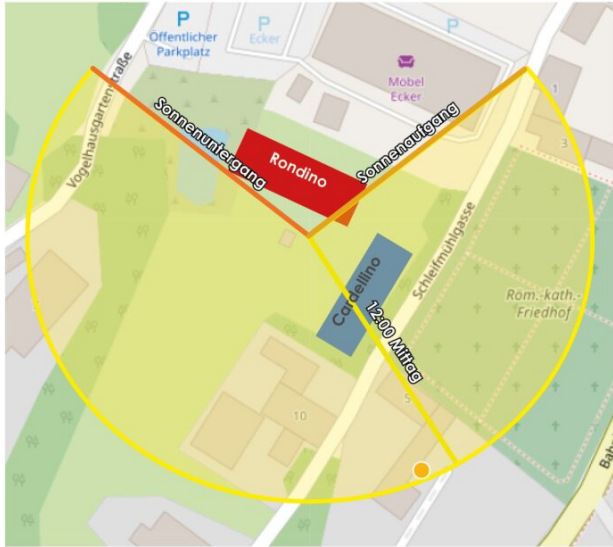 P
Öffentlicher
Parkplatz
P
Ecker
Möbel
Ecker
1
3
Vogelhausgartenstraße
Sonnenuntergang
Rondino
Sonnenaufgang
Schleifmühlgasse
Cardellino
12:00 Mittag
Röm.-kath.-
Friedhof
10
5
Bah